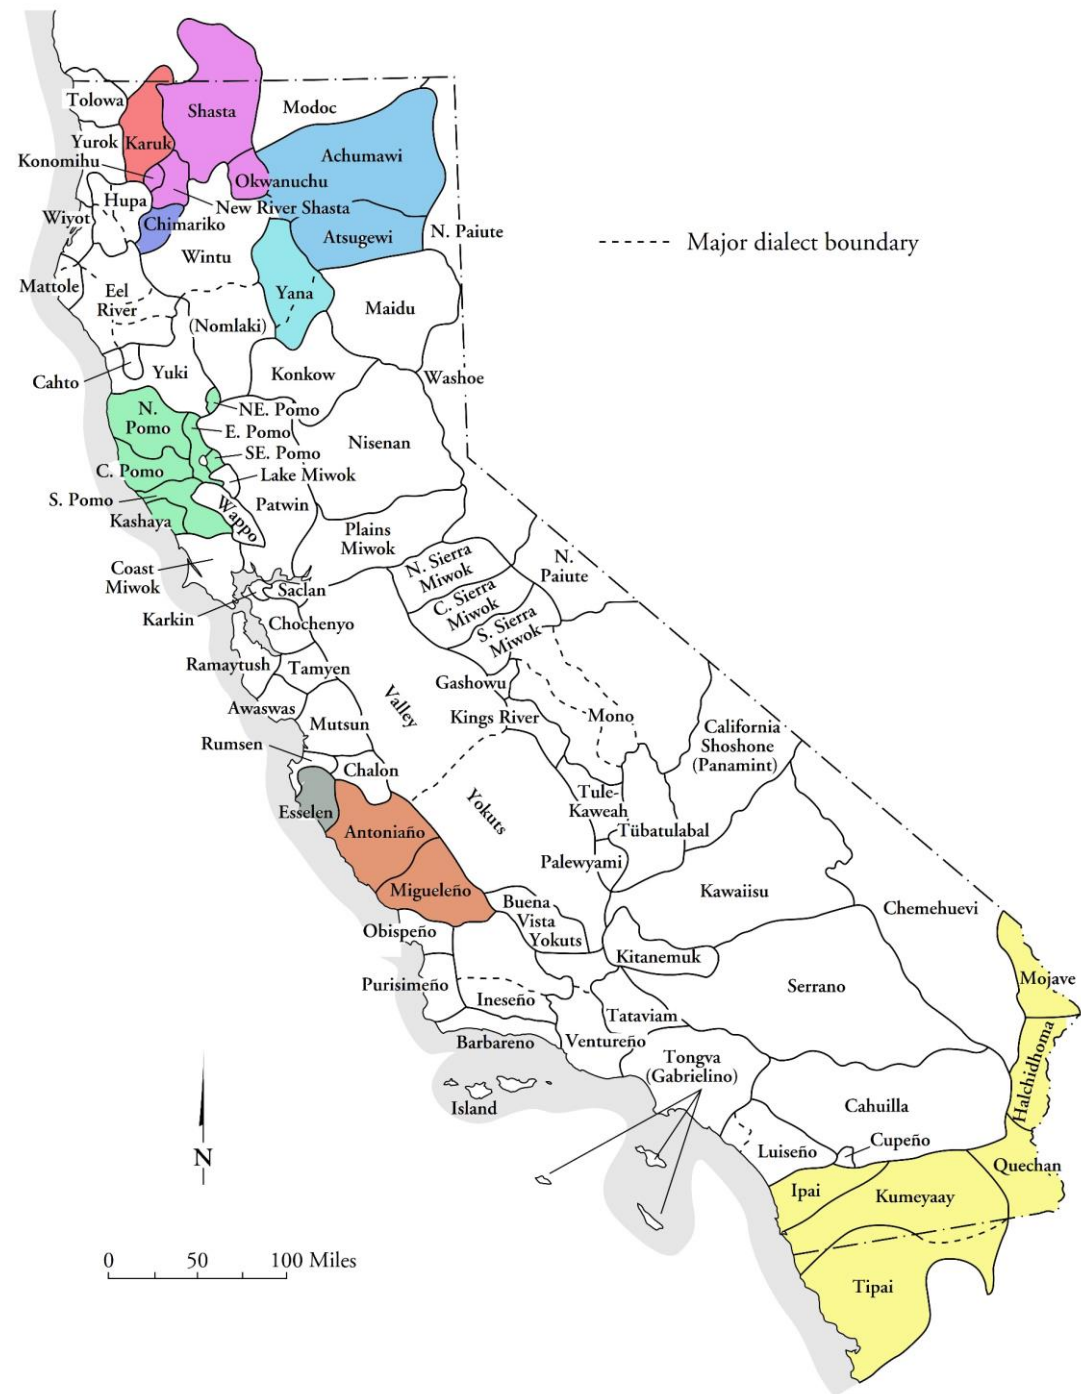 Tolowa
Shasta
Modoc
Yurok
Karuk
Konomihu
Achumawi
Okwanuchu
Hupa
New River Shasta
Wiyot
Chimariko
Atsugewi
N. Paiute
Major dialect boundary
Wintu
Mattole
Eel
River
Yana
Maidu
(Nomlaki)
Cahto
Yuki
Konkow
Washoe
N.
Pomo
NE. Pomo
E. Pomo
SE. Pomo
Nisenan
C. Pomo
Lake Miwok
S. Pomo
Wappo
Patwin
Kashaya
Plains
Miwok
N. Sierra
Miwok
N.
Paiute
Coast
Miwok
C. Sierra
Miwok
Saclan
Karkin
S. Sierra
Miwok
Chochenyo
Ramaytush
Tamyen
Gashowu
Valley
Awaswas
Mutsun
Kings River
Mono
Rumsen
California
Shoshone
(Panamint)
Chalon
Esselen
Yokuts
Tule-
Kaweah
Antoniaño
Tübatulabal
Palewyami
Migueleño
Kawaiisu
Buena
Vista
Yokuts
Chemehuevi
Obispeño
Kitanemuk
Mojave
Purisimeño
Ineseño
Serrano
Tataviam
Barbareno
Ventureño
Halchidhoma
Tongva
(Gabrielino)
Island
Cahuilla
Cupeño
Luiseño
Quechan
N
Ipai
Kumeyaay
0 50 100 Miles
Tipai